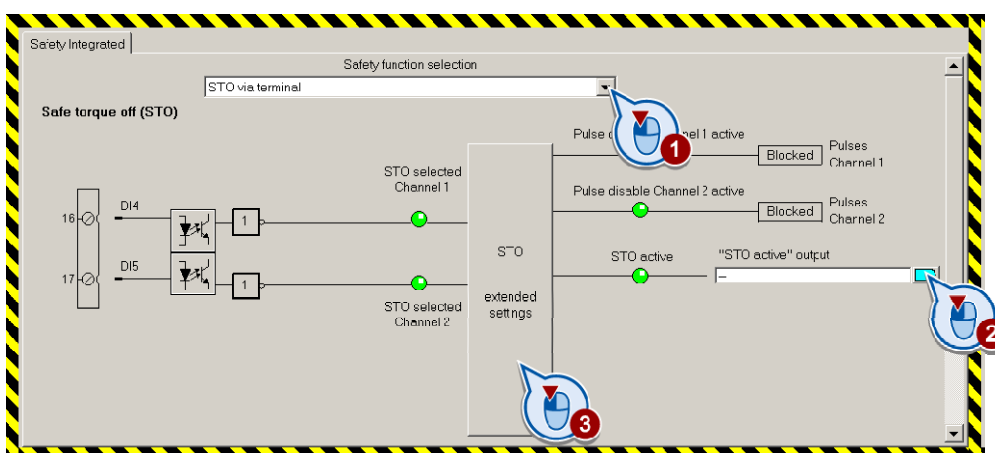 Safety Integrated
Safety function selection
STO via terminal
Safe torque off (STO)
1
Pulse channel 1 active
Blocked
Pulses
Channel 1
STO selected
Channel 1
Pulse disable Channel 2 active
Blocked
Pulses
Channel 2
16
DI4
1
STO
STO active
"STO active" output
–
17
DI5
1
extended
settings
STO selected
Channel 2
2
3